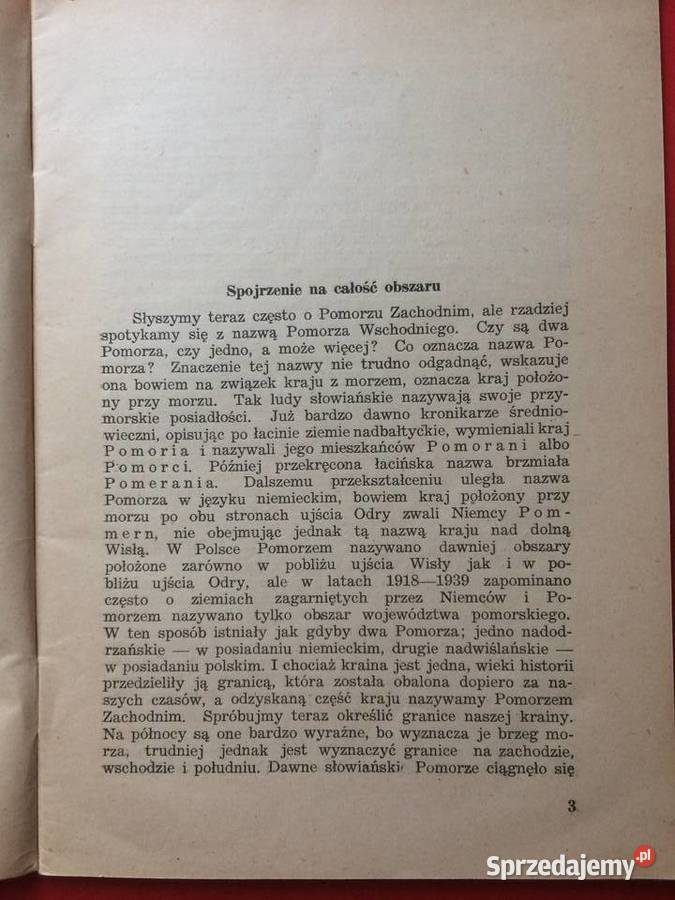 Spojrzenie na całość obszaru
Słyszymy teraz często o Pomorzu Zachodnim, ale rzadziej
spotykamy się z nazwą Pomorza Wschodniego. Czy są dwa
Pomorza, czy jedno, a może więcej? Co oznacza nazwa Po-
morza? Znaczenie tej nazwy nie trudno odgadnąć, wskazuje
ona bowiem na związek kraju z morzem, oznacza kraj położo-
ny przy morzu. Tak ludy słowiańskie nazywają swoje przy-
morskie posiadłości. Już bardzo dawno kronikarze średnio-
wieczni, opisując po łacinie ziemie nadbałtyckie, wymieniali kraj
Pomoria i nazywali jego mieszkańców Pomorani albo
Pomorci. Później przekręcona łacińska nazwa brzmiała
Pomerania. Dalszemu przekształceniu uległa nazwa
Pomorza w języku niemieckim, bowiem kraj położony przy
morzu po obu stronach ujścia Odry zwali Niemcy Pom-
mern, nie obejmując jednak tą nazwą kraju nad dolną
Wisłą. W Polsce Pomorzem nazywano dawniej obszary
położone zarówno w pobliżu ujścia Wisły jak i w po-
bliżu ujścia Odry, ale w latach 1918—1939 zapominano
często o ziemiach zagarniętych przez Niemców i Po-
morzem nazywano tylko obszar województwa pomorskiego.
W ten sposób istniały jak gdyby dwa Pomorza; jedno nadod-
rzańskie — w posiadaniu niemieckim, drugie nadwiślańskie —
w posiadaniu polskim. I chociaż kraina jest jedna, wieki historii
przedzieliły ją granicą, która została obalona dopiero za na-
szych czasów, a odzyskaną część kraju nazywamy Pomorzem
Zachodnim. Spróbujmy teraz określić granice naszej krainy.
Na północy są one bardzo wyraźne, bo wyznacza je brzeg mo-
rza, trudniej jednak jest wyznaczyć granice na zachodzie,
wschodzie i południu. Dawne słowiański Pomorze ciągnęło się
3
Sprzedajemy.pl